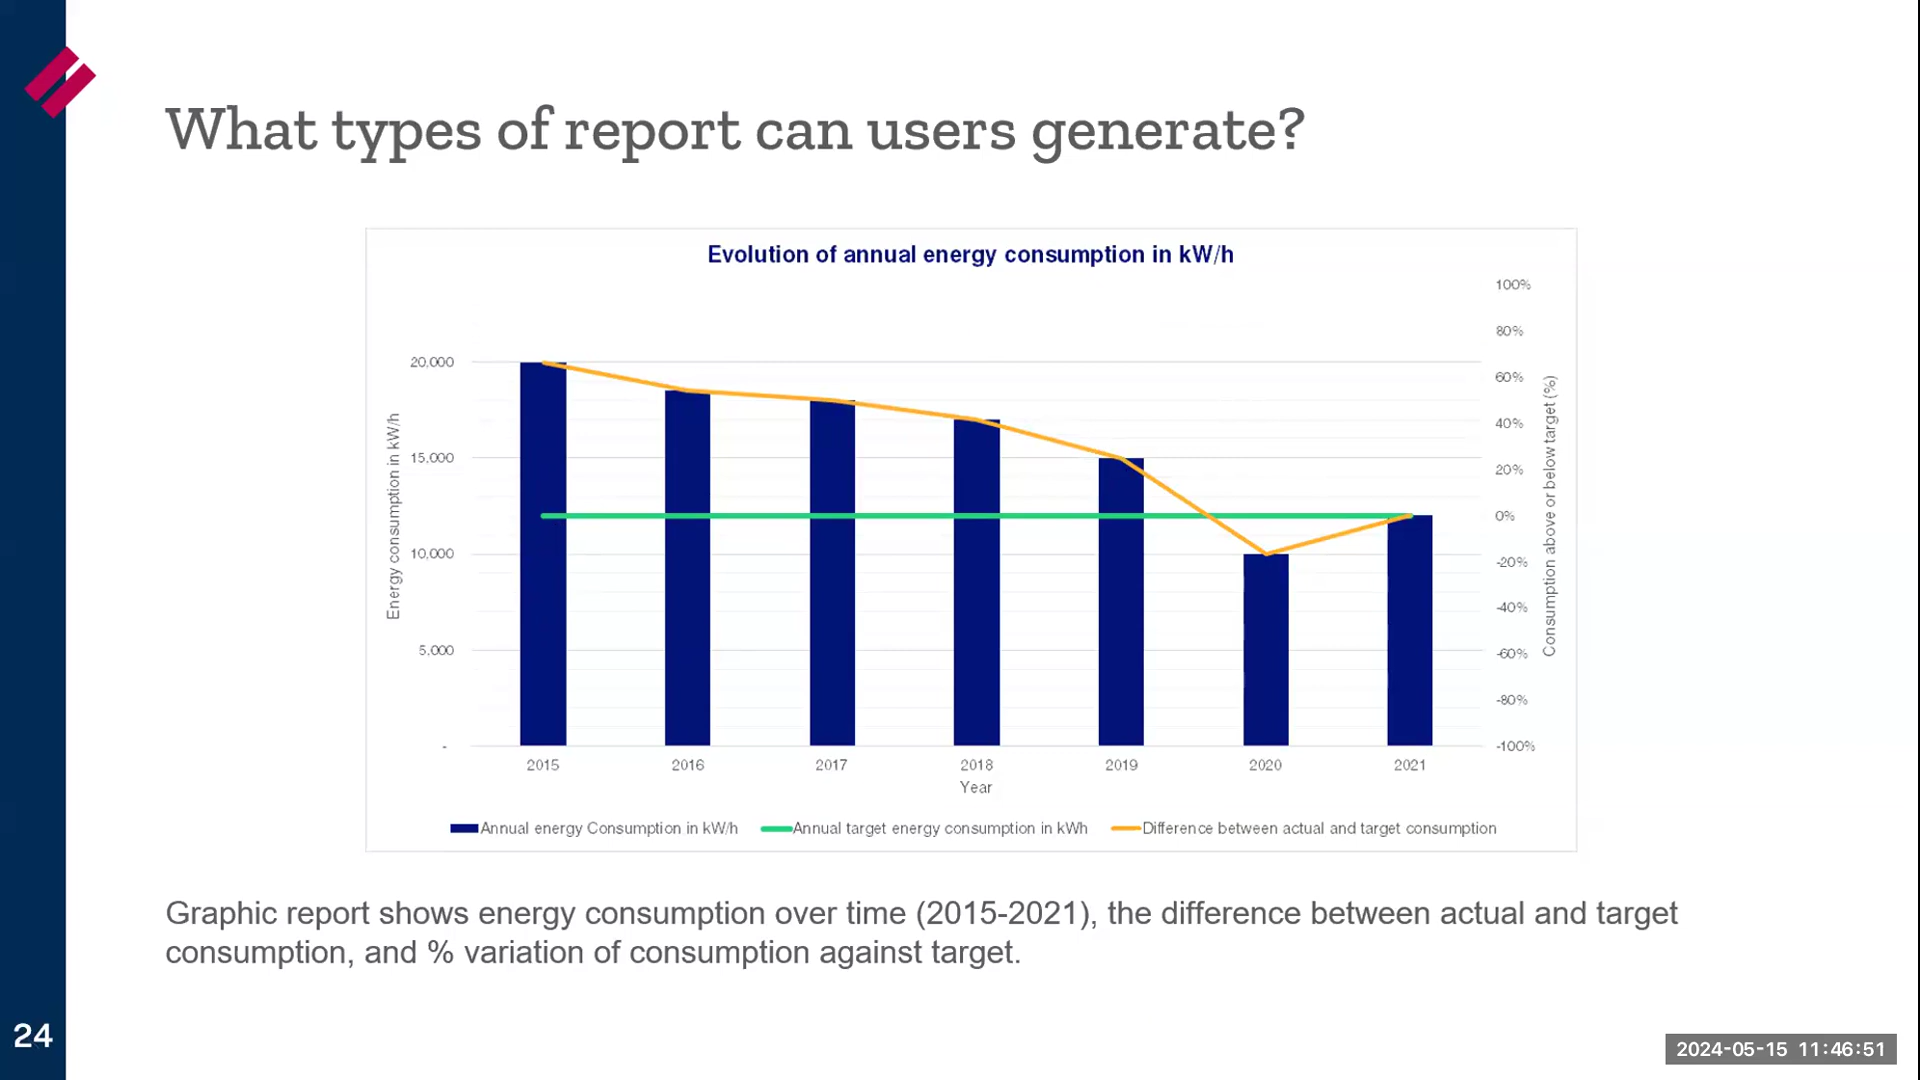 What types of report can users generate?
Evolution of annual energy consumption in kW/h
100%
80%
20,000
60%
40%
15,000
20%
0%
10,000
-20%
-40%
5,000
-60%
-80%
-
-100%
Energy consumption in kW/h
Consumption above or below target (%)
2015 2016 2017 2018 2019 2020 2021
Year
Annual energy Consumption in kW/h Annual target energy consumption in kWh Difference between actual and target consumption
Graphic report shows energy consumption over time (2015-2021), the difference between actual and target
consumption, and % variation of consumption against target.
24
2024-05-15 11:46:51